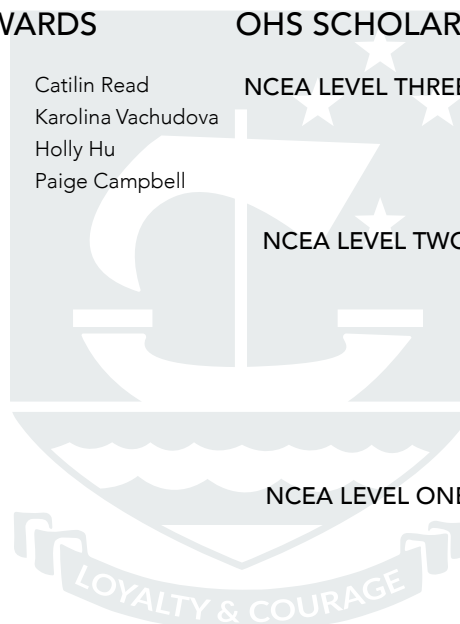 WARDS
Catilin Read
Karolina Vachudova
Holly Hu
Paige Campbell
OHS SCHOLAR
NCEA LEVEL THREE
NCEA LEVEL TWO
NCEA LEVEL ONE
LOYALTY & COURAGE